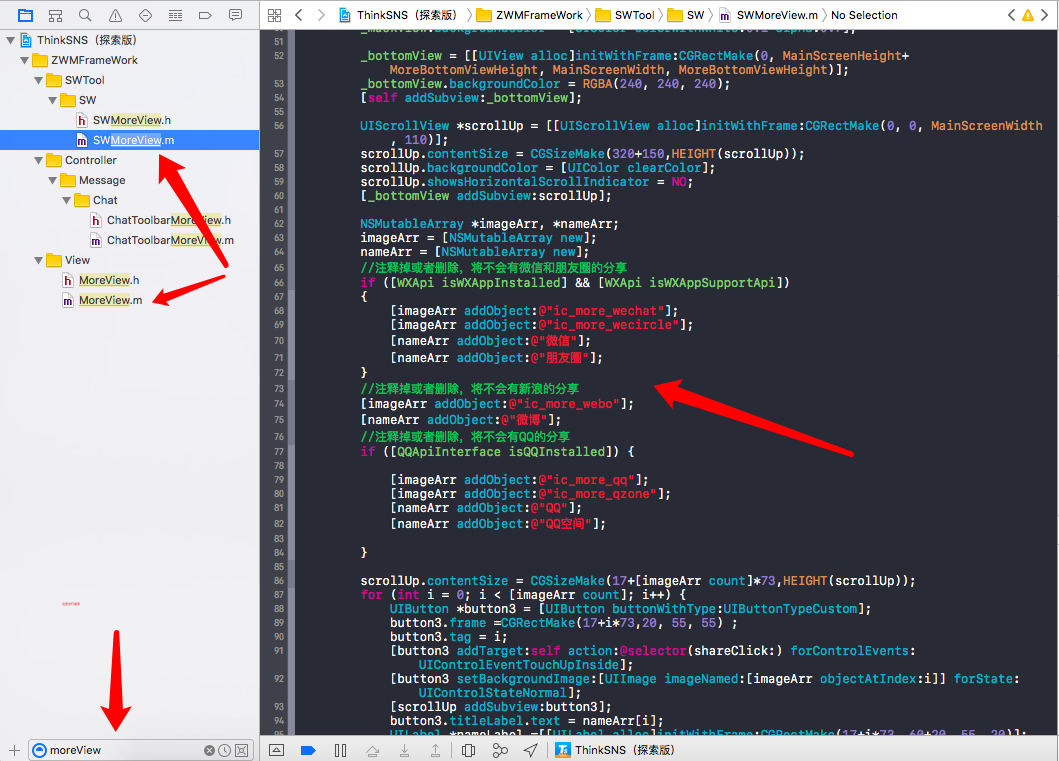 ThinkSNS（探索版） ZWMFrameWork SWTool SW SWMoreView.m No Selection
ThinkSNS（探索版）
ZWMFrameWork
SWTool
SW
SWMoreView.h
SWMoreView.m
Controller
Message
Chat
ChatToolbarMoreView.h
ChatToolbarMoreView.m
View
MoreView.h
MoreView.m
moreView
51
52 _bottomView = [[UIView alloc]initWithFrame:CGRectMake(0, MainScreenHeight+
MoreBottomViewHeight, MainScreenWidth, MoreBottomViewHeight)];
53 _bottomView.backgroundColor = RGBA(240, 240, 240);
54 [self addSubview:_bottomView];
55
56 UIScrollView *scrollUp = [[UIScrollView alloc]initWithFrame:CGRectMake(0, 0, MainScreenWidth
, 110)];
57 scrollUp.contentSize = CGSizeMake(320+150,HEIGHT(scrollUp));
58 scrollUp.backgroundColor = [UIColor clearColor];
59 scrollUp.showsHorizontalScrollIndicator = NO;
60 [_bottomView addSubview:scrollUp];
61
62 NSMutableArray *imageArr, *nameArr;
63 imageArr = [NSMutableArray new];
64 nameArr = [NSMutableArray new];
65 //注释掉或者删除，将不会有微信和朋友圈的分享
66 if ([WXApi isWXAppInstalled] && [WXApi isWXAppSupportApi])
67 {
68 [imageArr addObject:@"ic_more_wechat"];
69 [imageArr addObject:@"ic_more_wecircle"];
70 [nameArr addObject:@"微信"];
71 [nameArr addObject:@"朋友圈"];
72 }
73 //注释掉或者删除，将不会有新浪的分享
74 [imageArr addObject:@"ic_more_webo"];
75 [nameArr addObject:@"微博"];
76 //注释掉或者删除，将不会有QQ的分享
77 if ([QQApiInterface isQQInstalled]) {
78
79 [imageArr addObject:@"ic_more_qq"];
80 [imageArr addObject:@"ic_more_qzone"];
81 [nameArr addObject:@"QQ"];
82 [nameArr addObject:@"QQ空间"];
83
84 }
85
86 scrollUp.contentSize = CGSizeMake(17+[imageArr count]*73,HEIGHT(scrollUp));
87 for (int i = 0; i < [imageArr count]; i++) {
88 UIButton *button3 = [UIButton buttonWithType:UIButtonTypeCustom];
89 button3.frame =CGRectMake(17+i*73,20, 55, 55) ;
90 button3.tag = i;
91 [button3 addTarget:self action:@selector(shareClick:) forControlEvents:
UIControlEventTouchUpInside];
92 [button3 setBackgroundImage:[UIImage imageNamed:[imageArr objectAtIndex:i]] forState:
UIControlStateNormal];
93 [scrollUp addSubview:button3];
94 button3.titleLabel.text = nameArr[i];
ThinkSNS（探索版）